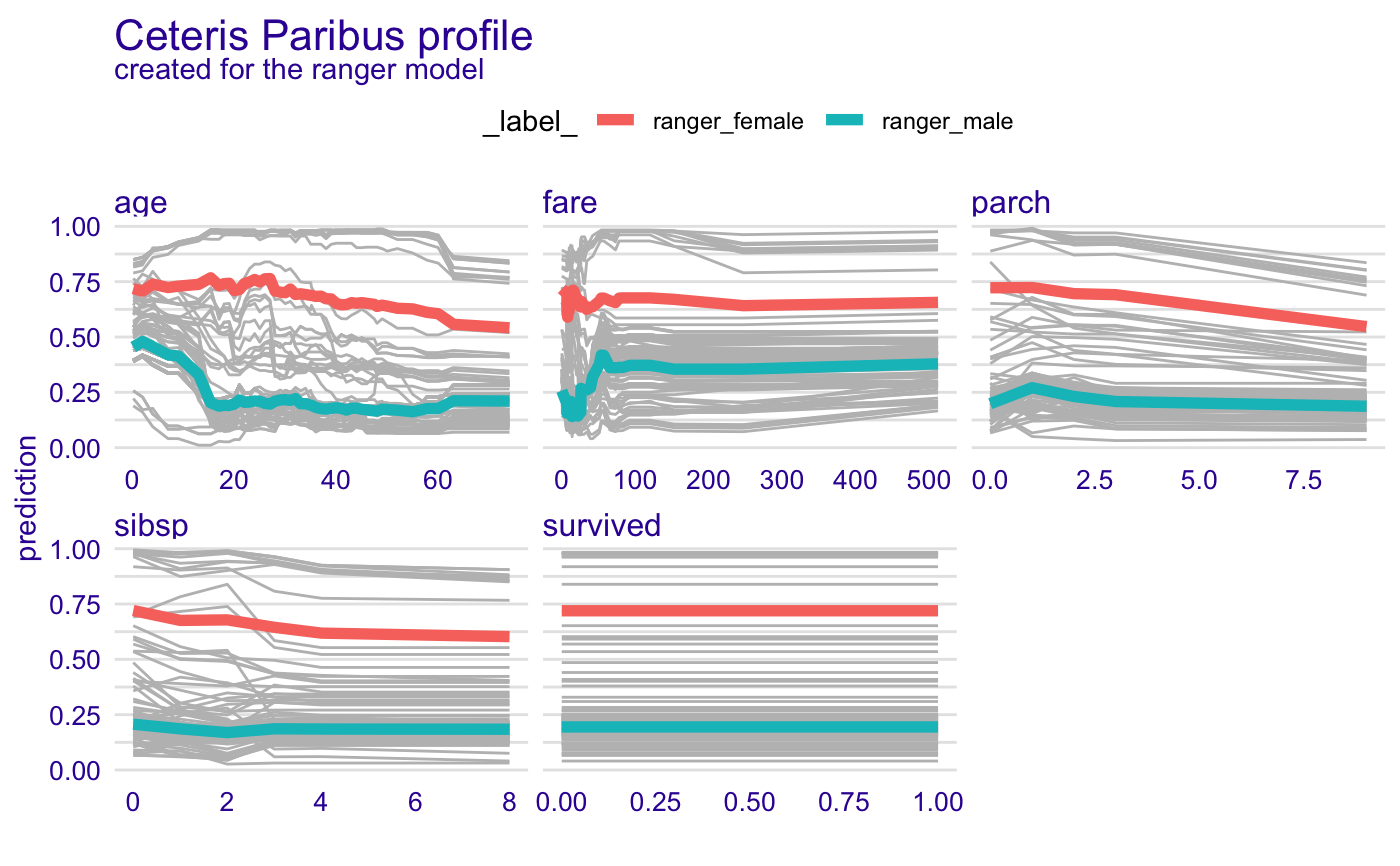 Ceteris Paribus profile
created for the ranger model
_label_ ranger_female ranger_male
age fare parch
1.00
0.75
0.50
0.25
0.00
0 20 40 60 0 100 200 300 400 500 0.0 2.5 5.0 7.5
prediction
sibsp survived
1.00
0.75
0.50
0.25
0.00
0 2 4 6 8 0.00 0.25 0.50 0.75 1.00